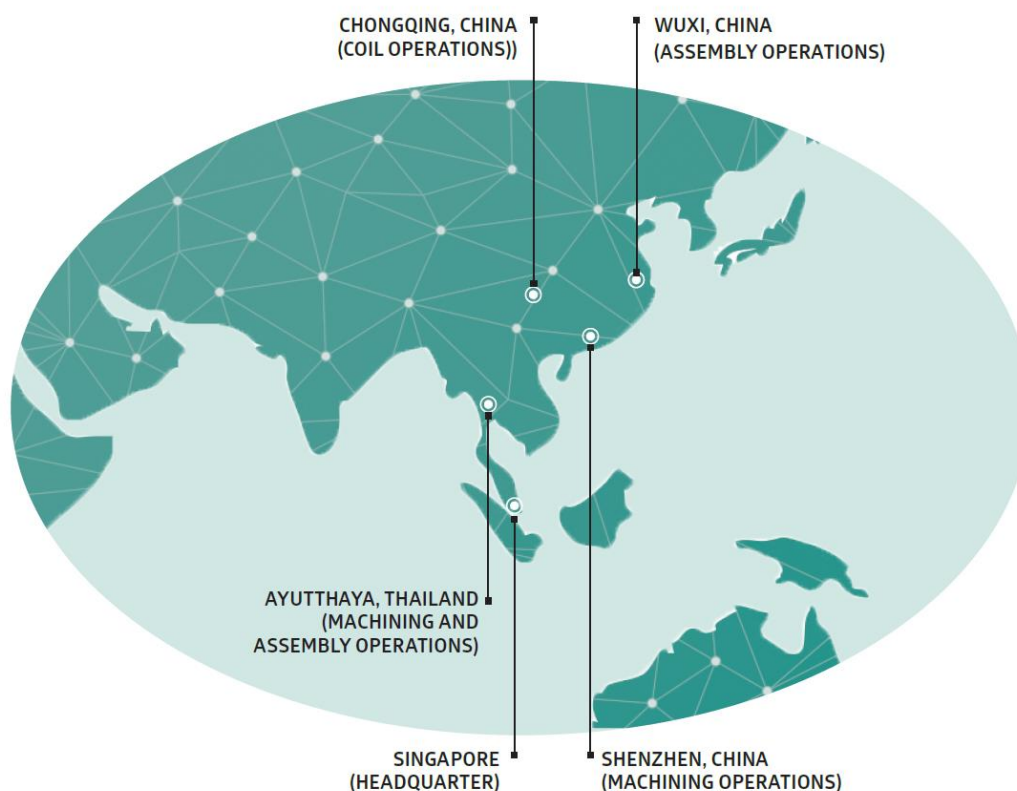 CHONGQING, CHINA
(COIL OPERATIONS))
WUXI, CHINA
(ASSEMBLY OPERATIONS)
AYUTTHAYA, THAILAND
(MACHINING AND
ASSEMBLY OPERATIONS)
SINGAPORE
(HEADQUARTER)
SHENZHEN, CHINA
(MACHINING OPERATIONS)